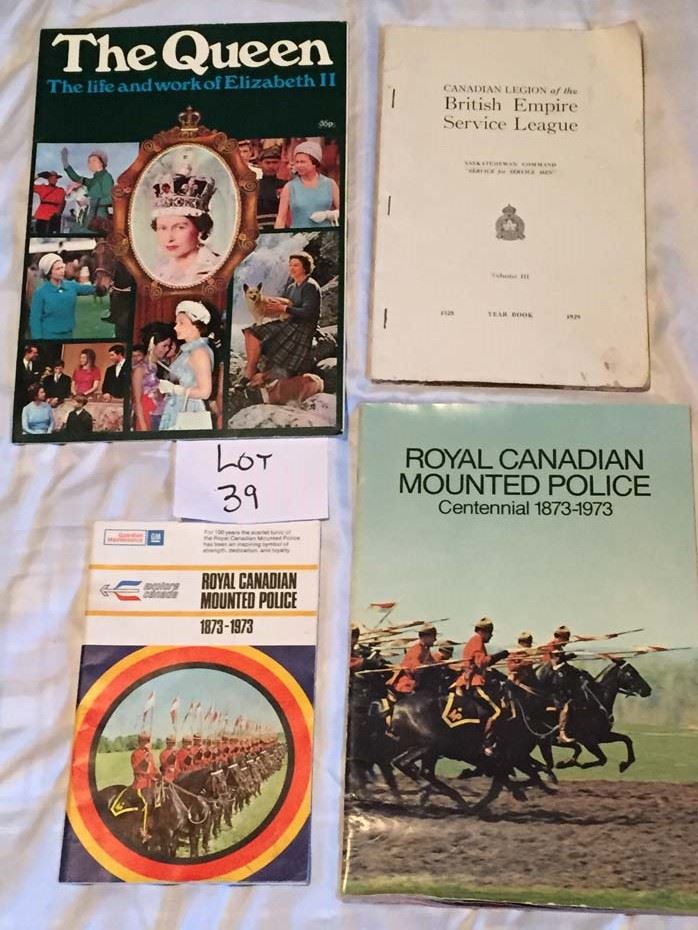 The Queen
The life and work of Elizabeth II
35p
CANADIAN LEGION of the
British Empire
Service League
SASKATCHEWAN COMMAND
"SERVICE for SERVICE MEN"
Volume III
1928 YEAR BOOK 1929
LOT
39
Guardian
Maintenance
GM
For 100 years the scarlet tunic of
the Royal Canadian Mounted Police
has been an inspiring symbol of
strength, dedication, and loyalty.
explore
canada
ROYAL CANADIAN
MOUNTED POLICE
1873-1973
ROYAL CANADIAN
MOUNTED POLICE
Centennial 1873-1973